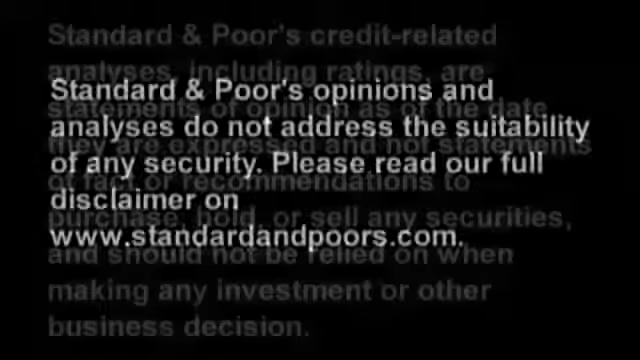 Standard & Poor's credit-related
analyses, including ratings, are
statements of opinion as of the date
they are expressed and not statements
of fact or recommendations to
purchase, hold, or sell any securities,
and should not be relied on when
making any investment or other
business decision.
Standard & Poor's opinions and
analyses do not address the suitability
of any security. Please read our full
disclaimer on
www.standardandpoors.com.